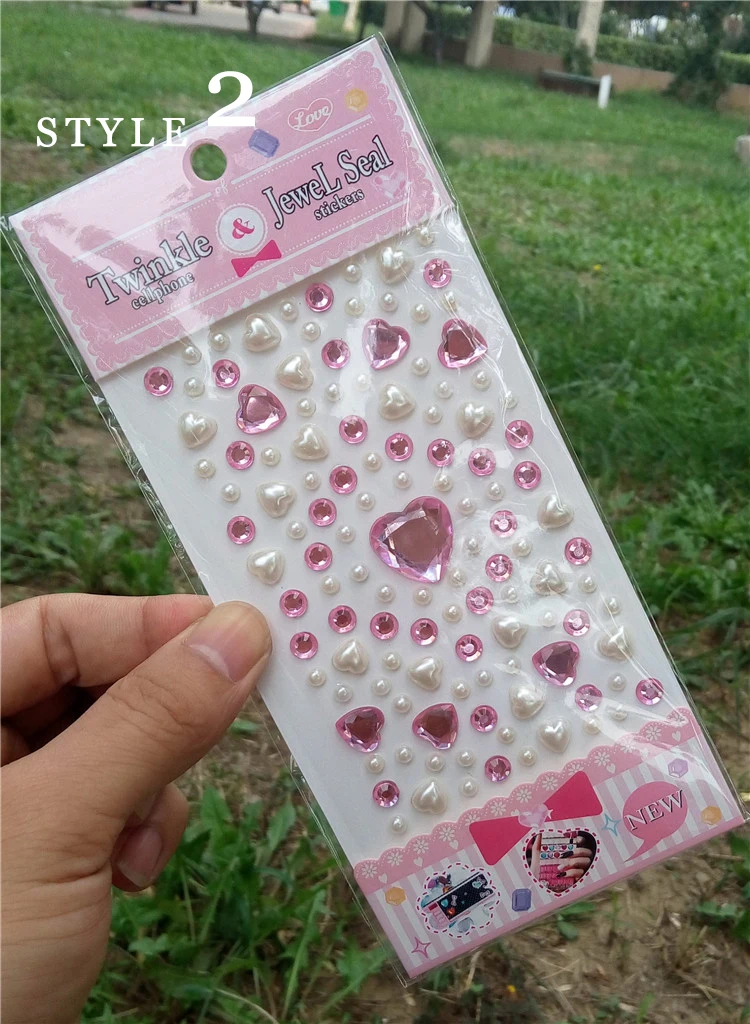 STYLE 2
Love
Twinkle & JeweL Seal
cellphone stickers
NEW